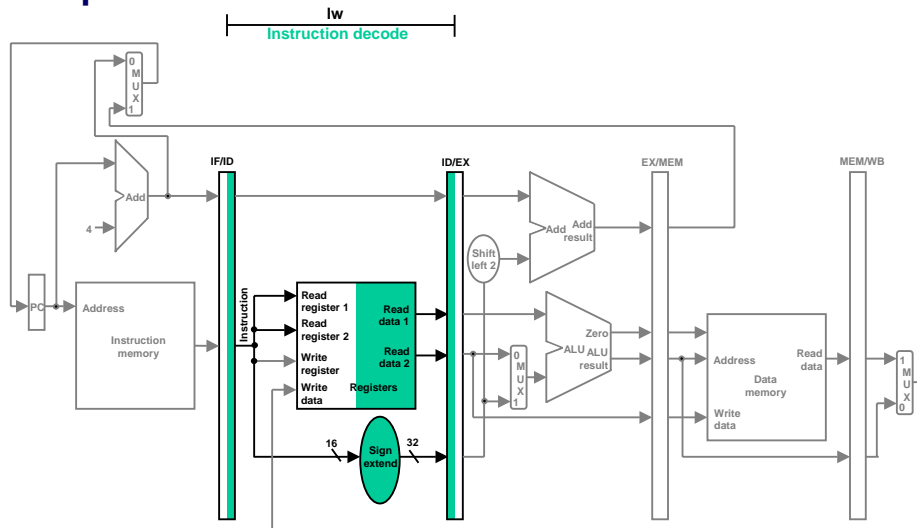 lw
Instruction decode
0
M
U
X
1
IF/ID
ID/EX
EX/MEM
MEM/WB
Add
4
Add
Add
result
Shift
left 2
PC
Address
Instruction
memory
Instruction
Read
register 1
Read
register 2
Write
register
Write
data
Registers
Read
data 1
Read
data 2
0
M
U
X
1
Zero
ALU
ALU
result
Address
Write
data
Data
memory
Read
data
1
M
U
X
0
16
Sign
extend
32